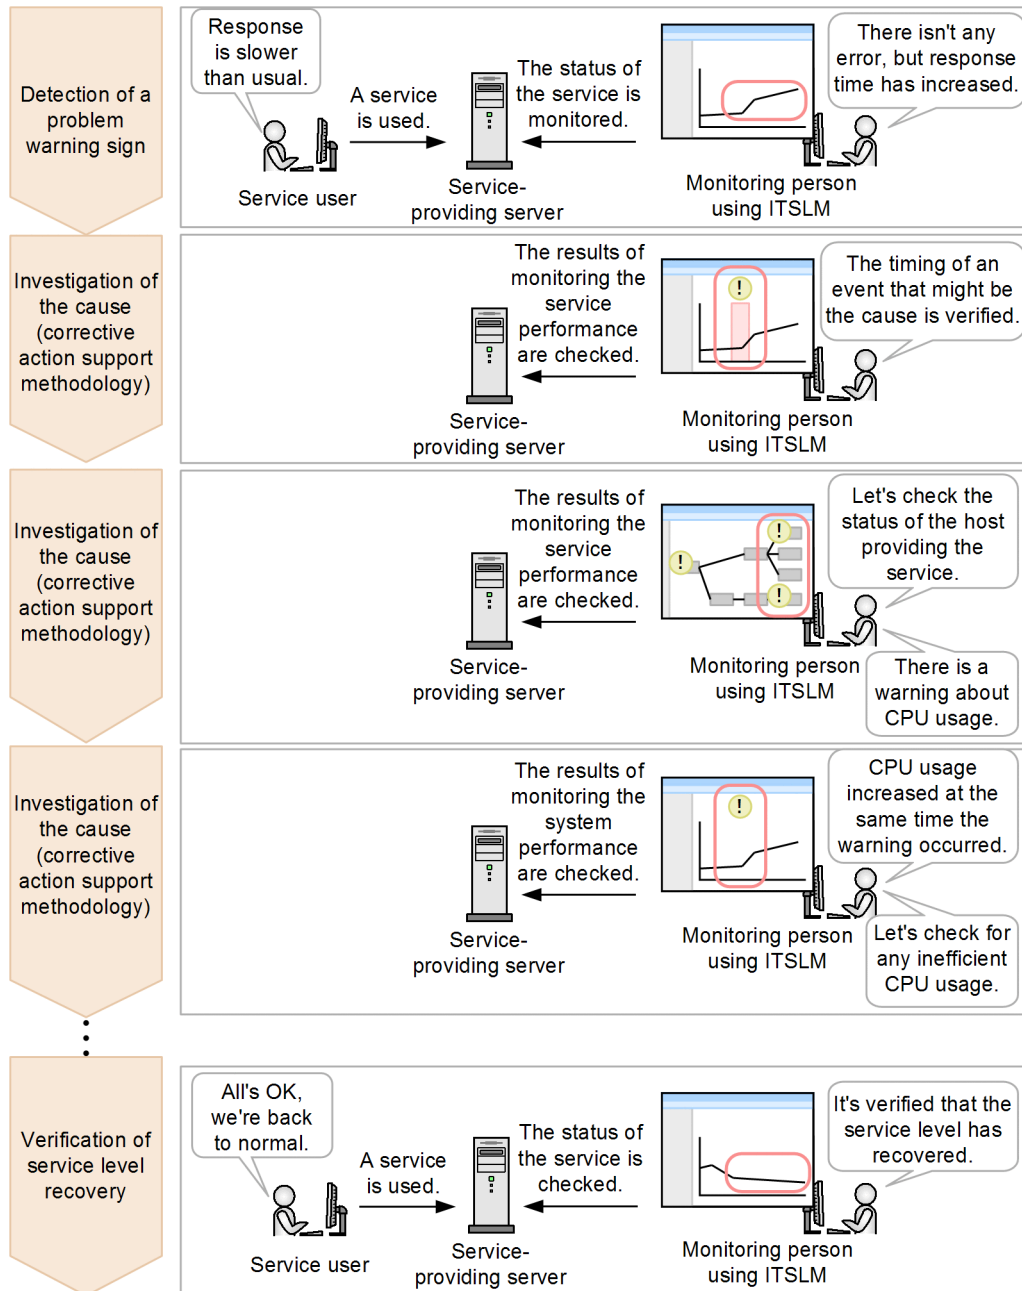 Detection of a
problem
warning sign
Response
is slower
than usual.
A service
is used.
The status of
the service is
monitored.
There isn't any
error, but response
time has increased.
Service user
Service-
providing server
Monitoring person
using ITSLM
Investigation of
the cause
(corrective
action support
methodology)
The results of
monitoring the
service
performance
are checked.
!
The timing of an
event that might be
the cause is verified.
Service-
providing server
Monitoring person
using ITSLM
Investigation of
the cause
(corrective
action support
methodology)
The results of
monitoring the
service
performance
are checked.
!
!
!
Let's check the
status of the host
providing the
service.
There is a
warning about
CPU usage.
Service-
providing server
Monitoring person
using ITSLM
Investigation of
the cause
(corrective
action support
methodology)
The results of
monitoring the
system
performance
are checked.
!
CPU usage
increased at the
same time the
warning occurred.
Let's check for
any inefficient
CPU usage.
Service-
providing server
Monitoring person
using ITSLM
Verification of
service level
recovery
All's OK,
we're back
to normal.
A service
is used.
The status of
the service is
checked.
It's verified that the
service level has
recovered.
Service user
Service-
providing server
Monitoring person
using ITSLM